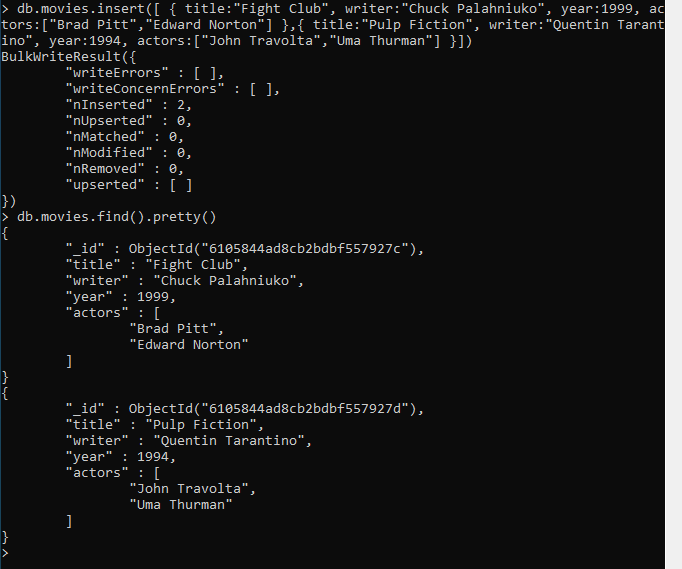 > db.movies.insert([ { title:"Fight Club", writer:"Chuck Palahniuko", year:1999, ac
tors:["Brad Pitt","Edward Norton"] },{ title:"Pulp Fiction", writer:"Quentin Tarant
ino", year:1994, actors:["John Travolta","Uma Thurman"] }])
BulkWriteResult({
        "writeErrors" : [ ],
        "writeConcernErrors" : [ ],
        "nInserted" : 2,
        "nUpserted" : 0,
        "nMatched" : 0,
        "nModified" : 0,
        "nRemoved" : 0,
        "upserted" : [ ]
})
> db.movies.find().pretty()
{
        "_id" : ObjectId("6105844ad8cb2bdbf557927c"),
        "title" : "Fight Club",
        "writer" : "Chuck Palahniuko",
        "year" : 1999,
        "actors" : [
                "Brad Pitt",
                "Edward Norton"
        ]
}
{
        "_id" : ObjectId("6105844ad8cb2bdbf557927d"),
        "title" : "Pulp Fiction",
        "writer" : "Quentin Tarantino",
        "year" : 1994,
        "actors" : [
                "John Travolta",
                "Uma Thurman"
        ]
}
>